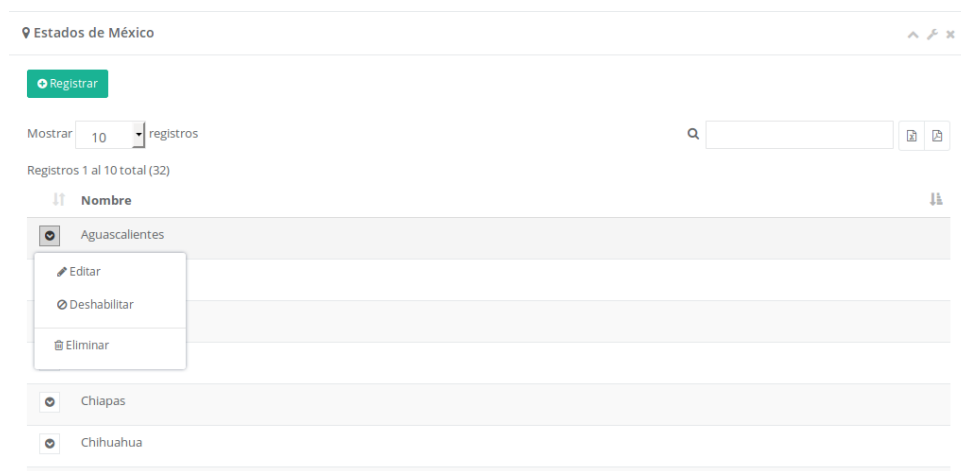 Estados de México
Registrar
Mostrar 10 registros
Registros 1 al 10 total (32)
Nombre
Aguascalientes
Editar
Deshabilitar
Eliminar
Chiapas
Chihuahua